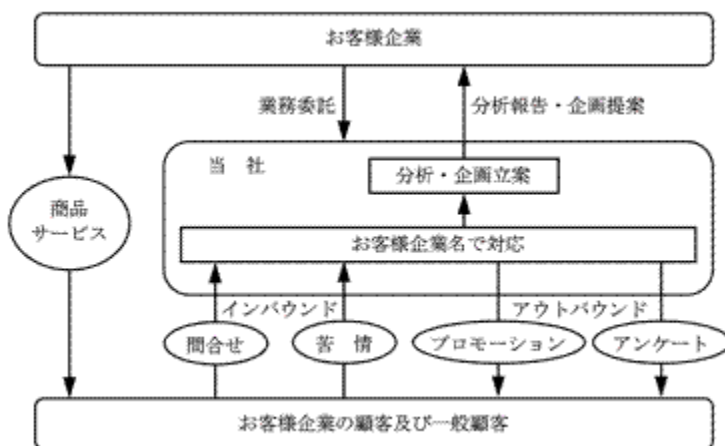 お客様企業
業務委託
分析報告・企画提案
当　社
分析・企画立案
商品
サービス
お客様企業名で対応
インバウンド
アウトバウンド
問合せ
苦　情
プロモーション
アンケート
お客様企業の顧客及び一般顧客